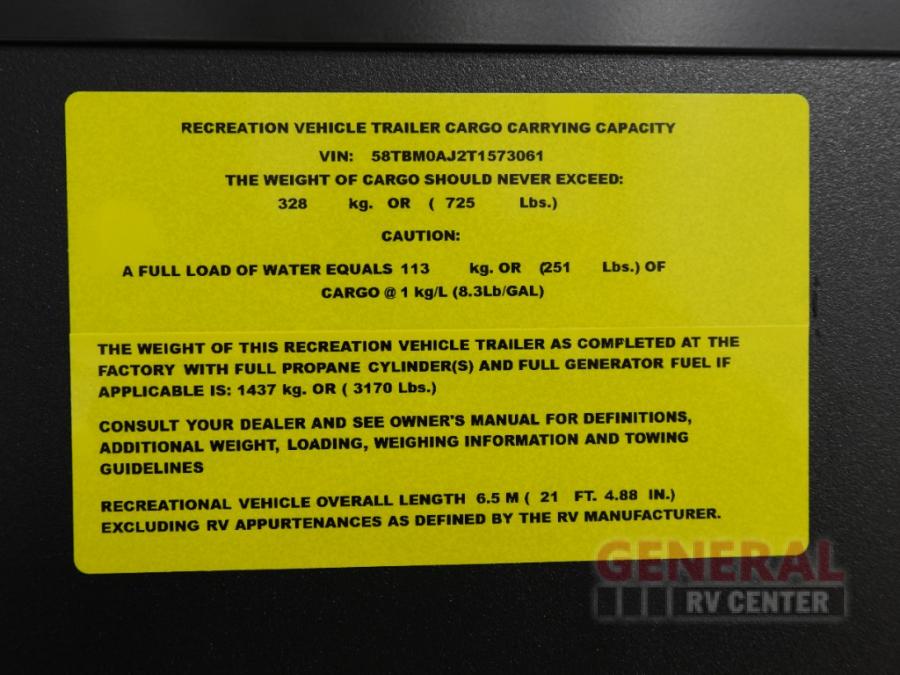 RECREATION VEHICLE TRAILER CARGO CARRYING CAPACITY
VIN: 58TBM0AJ2T1573061
THE WEIGHT OF CARGO SHOULD NEVER EXCEED:
328 kg. OR ( 725 Lbs.)
CAUTION:
A FULL LOAD OF WATER EQUALS 113 kg. OR (251 Lbs.) OF
CARGO @ 1 kg/L (8.3Lb/GAL)
THE WEIGHT OF THIS RECREATION VEHICLE TRAILER AS COMPLETED AT THE
FACTORY WITH FULL PROPANE CYLINDER(S) AND FULL GENERATOR FUEL IF
APPLICABLE IS: 1437 kg. OR ( 3170 Lbs.)
CONSULT YOUR DEALER AND SEE OWNER'S MANUAL FOR DEFINITIONS,
ADDITIONAL WEIGHT, LOADING, WEIGHING INFORMATION AND TOWING
GUIDELINES
RECREATIONAL VEHICLE OVERALL LENGTH 6.5 M ( 21 FT. 4.88 IN.)
EXCLUDING RV APPURTENANCES AS DEFINED BY THE RV MANUFACTURER.
GENERAL
RV CENTER